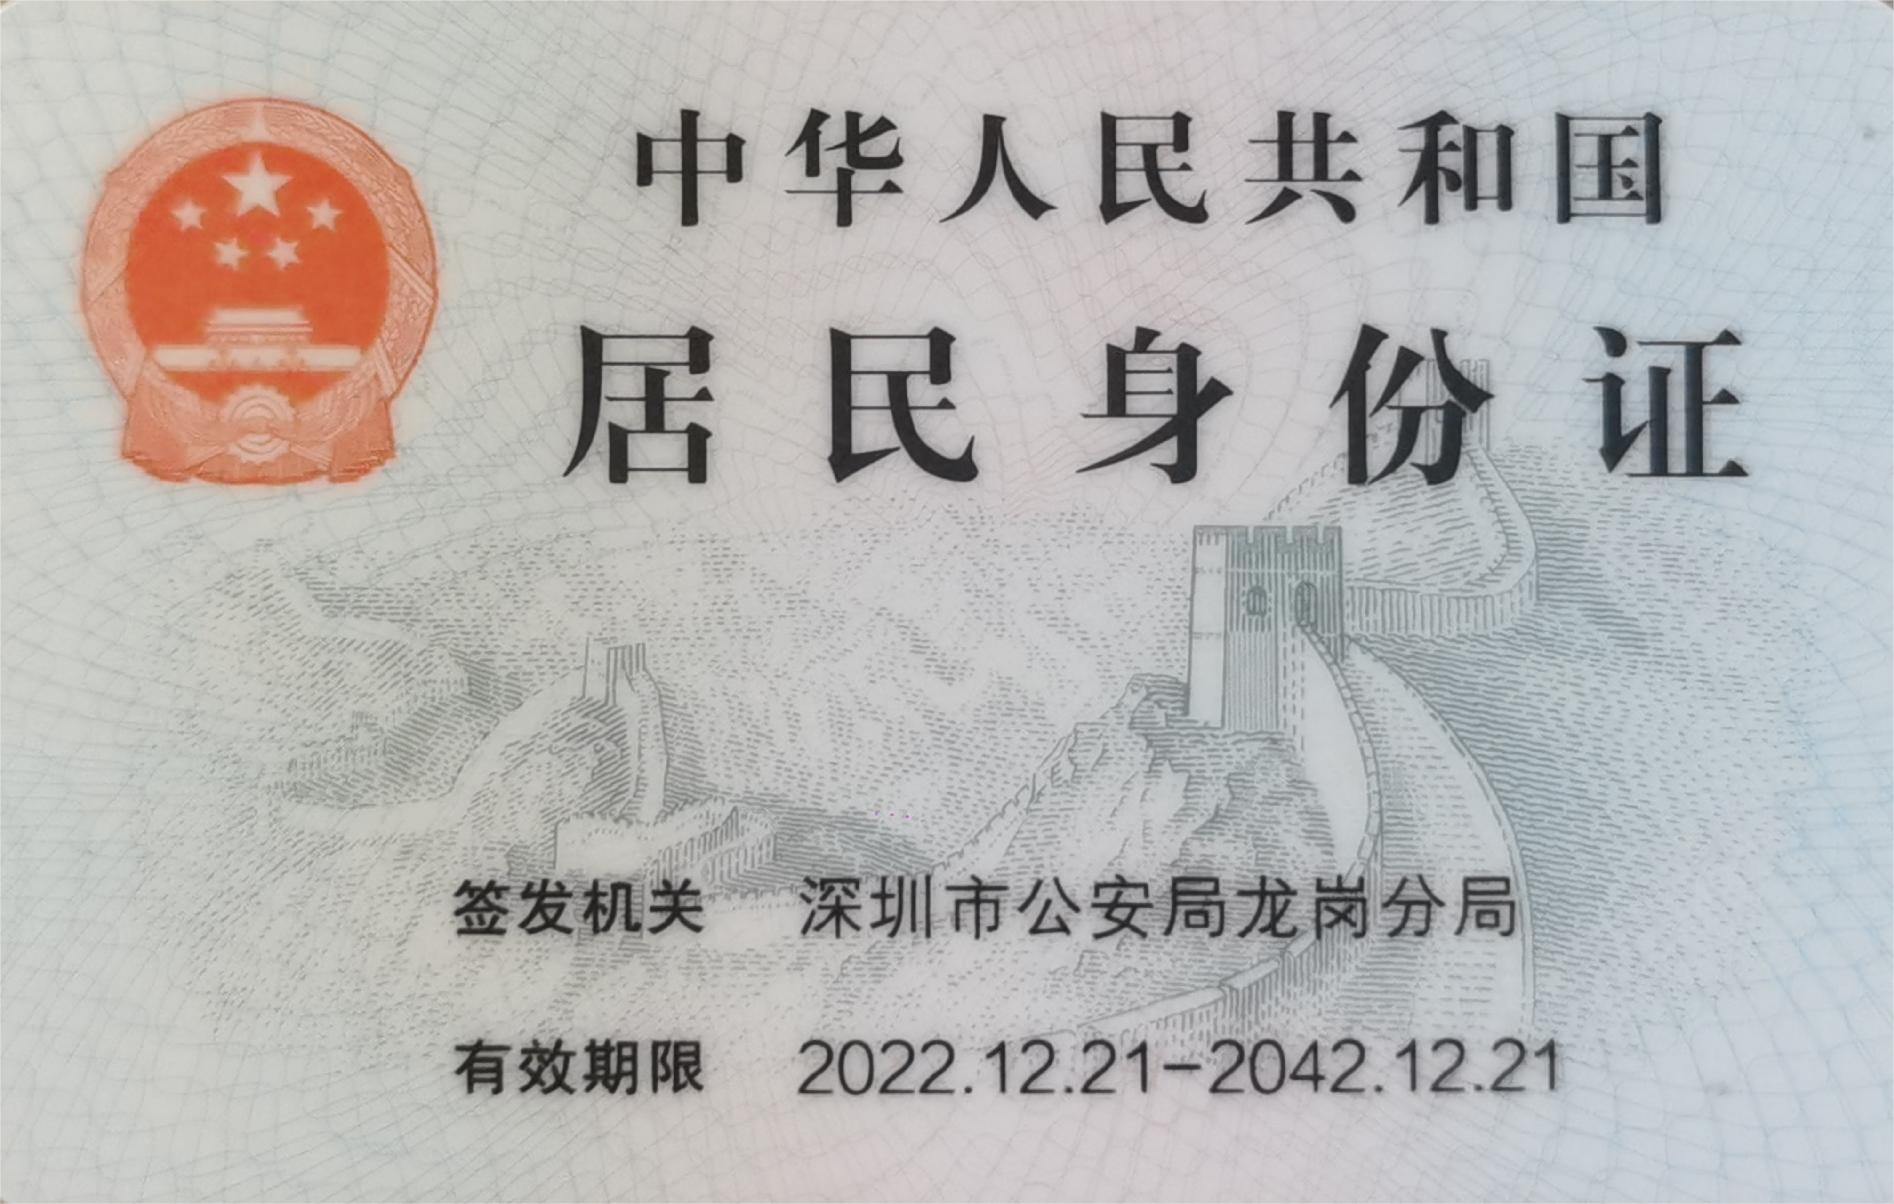 中华人民共和国
居民身份证
签发机关 深圳市公安局龙岗分局
有效期限 2022.12.21-2042.12.21